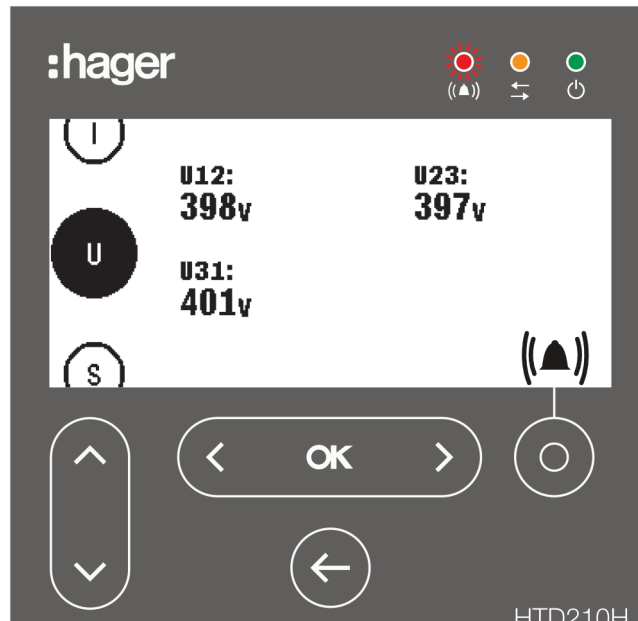 :hager
I
U12:
U23:
398v
397v
U
U31:
401v
S
OK
HTD210H